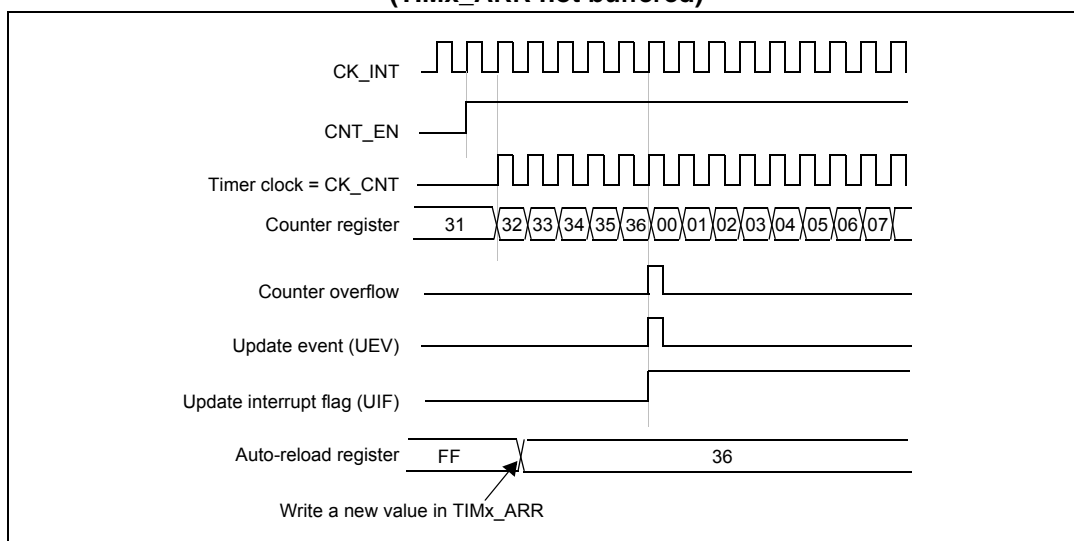 (TIMx_ARR not buffered)
CK_INT
CNT_EN
Timer clock = CK_CNT
Counter register 31 32 33 34 35 36 00 01 02 03 04 05 06 07
Counter overflow
Update event (UEV)
Update interrupt flag (UIF)
Auto-reload register FF 36
Write a new value in TIMx_ARR